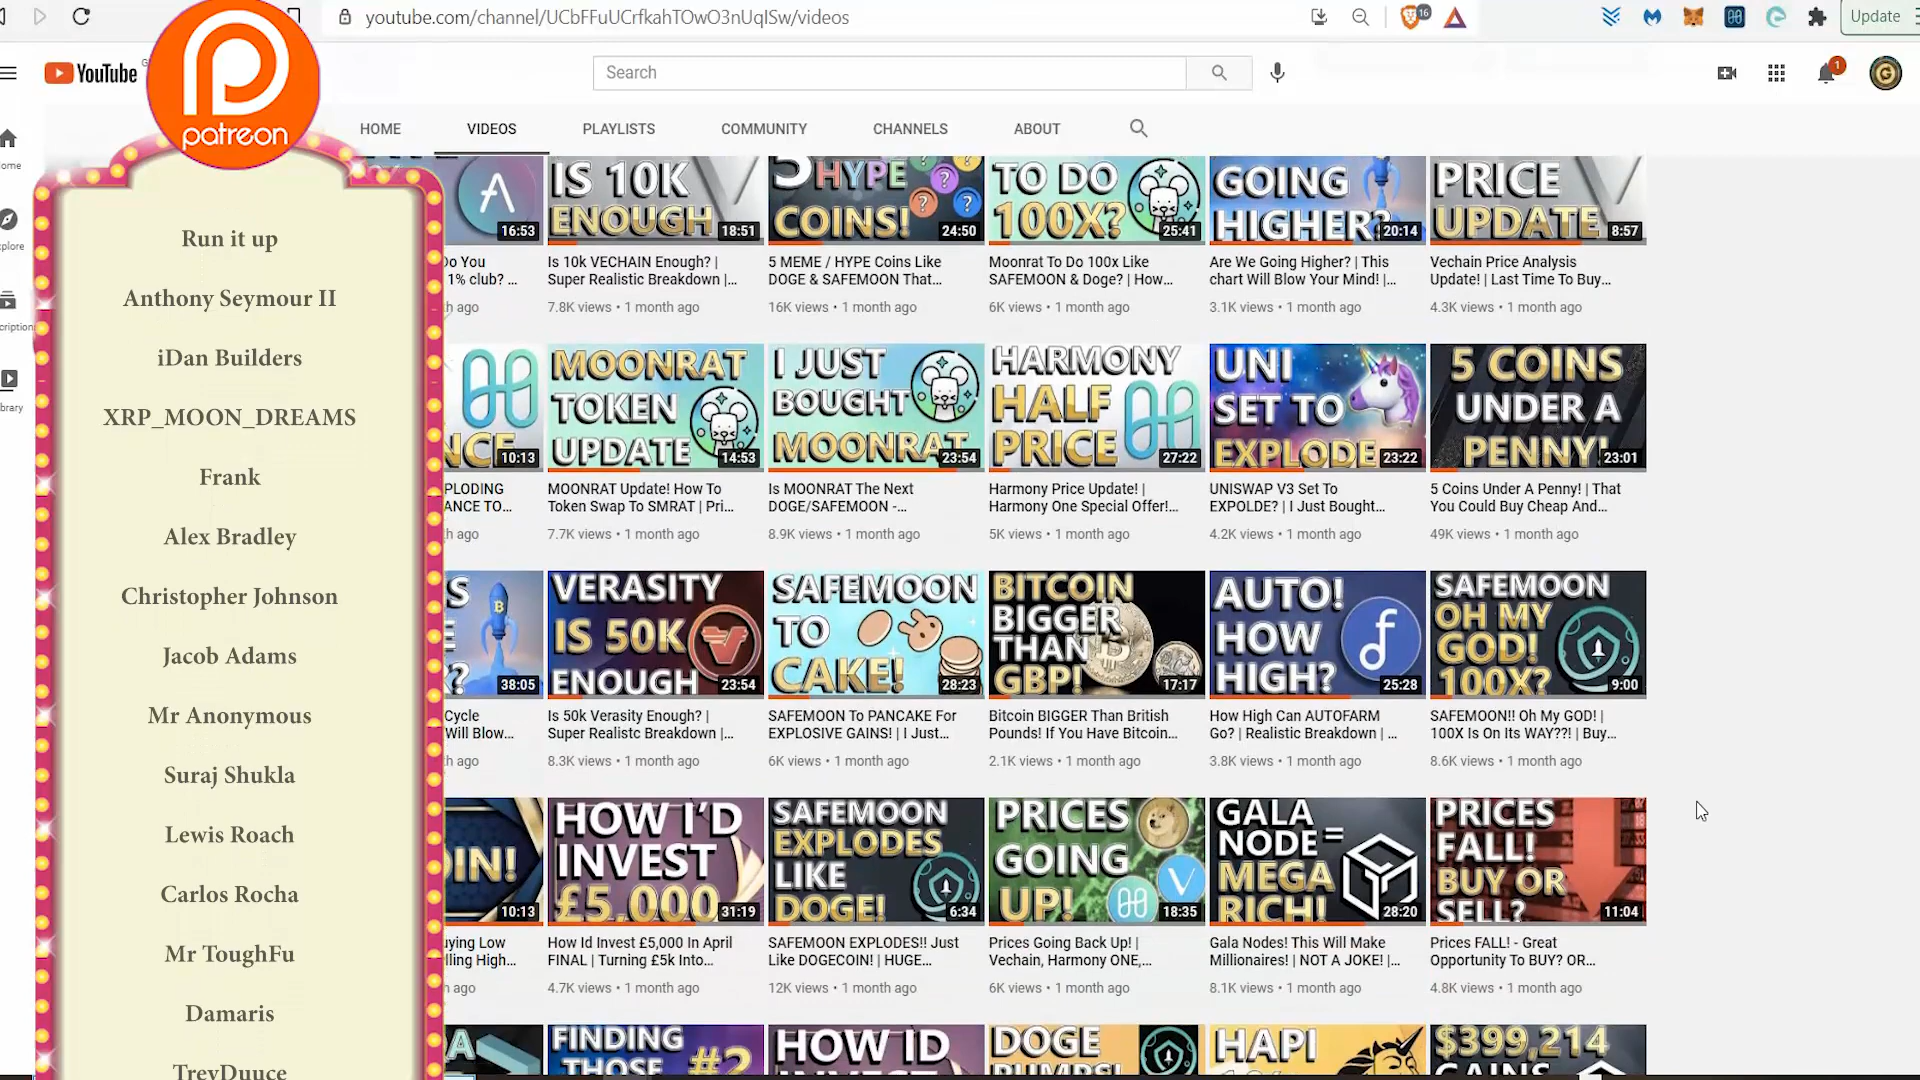 youtube.com/channel/UCbFFuUCrfkahTOwO3nUqISw/videos
16
Update
YouTube
Search
1
patreon
HOME
VIDEOS
PLAYLISTS
COMMUNITY
CHANNELS
ABOUT
Run it up
Anthony Seymour II
iDan Builders
XRP_MOON_DREAMS
Frank
Alex Bradley
Christopher Johnson
Jacob Adams
Mr Anonymous
Suraj Shukla
Lewis Roach
Carlos Rocha
Mr ToughFu
Damaris
TreyDuuce
16:53
IS 10K
ENOUGH
18:51
5 HYPE
COINS!
24:50
TO DO
100X?
25:41
GOING
HIGHER?
20:14
PRICE
UPDATE
8:57
Do You
1% club? ...
Is 10k VECHAIN Enough? |
Super Realistic Breakdown |...
7.8K views • 1 month ago
5 MEME / HYPE Coins Like
DOGE & SAFEMOON That...
16K views • 1 month ago
Moonrat To Do 100x Like
SAFEMOON & Doge? | How...
6K views • 1 month ago
Are We Going Higher? | This
chart Will Blow Your Mind! |...
3.1K views • 1 month ago
Vechain Price Analysis
Update! | Last Time To Buy...
4.3K views • 1 month ago
10:13
MOONRAT
TOKEN
UPDATE
14:53
I JUST
BOUGHT
MOONRAT
23:54
HARMONY
HALF
PRICE
27:22
UNI
SET TO
EXPLODE
23:22
5 COINS
UNDER A
PENNY!
23:01
PLODING
ANCE TO...
MOONRAT Update! How To
Token Swap To SMRAT | Pri...
7.7K views • 1 month ago
Is MOONRAT The Next
DOGE/SAFEMOON -...
8.9K views • 1 month ago
Harmony Price Update! |
Harmony One Special Offer!...
5K views • 1 month ago
UNISWAP V3 Set To
EXPOLDE? | I Just Bought...
4.2K views • 1 month ago
5 Coins Under A Penny! | That
You Could Buy Cheap And...
49K views • 1 month ago
38:05
VERASITY
IS 50K
ENOUGH
23:54
SAFEMOON
TO
CAKE!
28:23
BITCOIN
BIGGER
THAN
GBP!
17:17
AUTO!
HOW
HIGH?
25:28
SAFEMOON
OH MY
GOD!
100X?
9:00
Cycle
Will Blow...
Is 50k Verasity Enough? |
Super Realistc Breakdown |...
8.3K views • 1 month ago
SAFEMOON To PANCAKE For
EXPLOSIVE GAINS! | I Just...
6K views • 1 month ago
Bitcoin BIGGER Than British
Pounds! If You Have Bitcoin...
2.1K views • 1 month ago
How High Can AUTOFARM
Go? | Realistic Breakdown | ...
3.8K views • 1 month ago
SAFEMOON!! Oh My GOD! |
100X Is On Its WAY??! | Buy...
8.6K views • 1 month ago
OIN!
10:13
HOW I'D
INVEST
£5,000
31:19
SAFEMOON
EXPLODES
LIKE
DOGE!
6:34
PRICES
GOING
UP!
18:35
GALA
NODE =
MEGA
RICH!
28:20
PRICES
FALL!
BUY OR
SELL?
11:04
uying Low
lling High...
How Id Invest £5,000 In April
FINAL | Turning £5k Into...
4.7K views • 1 month ago
SAFEMOON EXPLODES!! Just
Like DOGECOIN! | HUGE...
12K views • 1 month ago
Prices Going Back Up! |
Vechain, Harmony ONE,...
6K views • 1 month ago
Gala Nodes! This Will Make
Millionaires! | NOT A JOKE! |...
8.1K views • 1 month ago
Prices FALL! - Great
Opportunity To BUY? OR...
4.8K views • 1 month ago
FINDING
THOSE
#2
HOW ID
DOGE
PUMPS!
HAPI
$399,214
GAINS